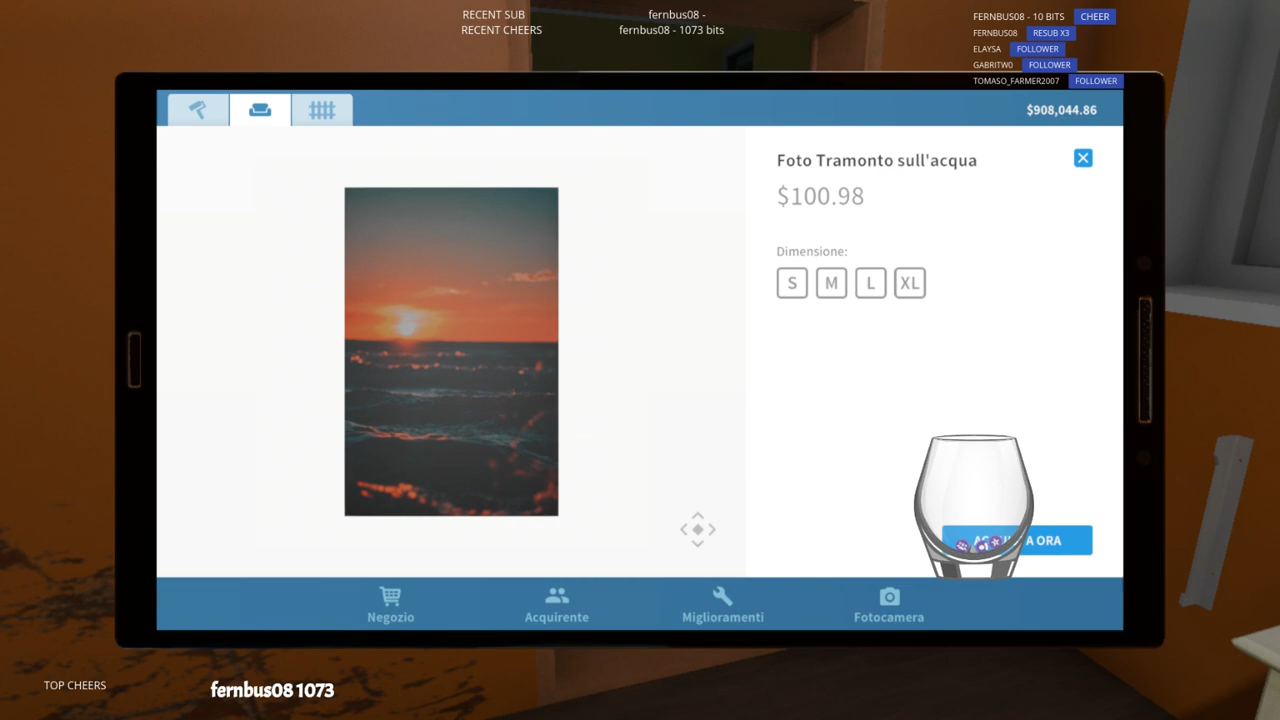 RECENT SUB
fernbus08 -
RECENT CHEERS
fernbus08 - 1073 bits
FERNBUS08 - 10 BITS CHEER
FERNBUS08 RESUB X3
ELAYSA FOLLOWER
GABRITW0 FOLLOWER
TOMASO_FARMER2007 FOLLOWER
$908,044.86
Foto Tramonto sull'acqua
$100.98
Dimensione:
S M L XL
ORA
Negozio
Acquirente
Miglioramenti
Fotocamera
TOP CHEERS
fernbus08 1073